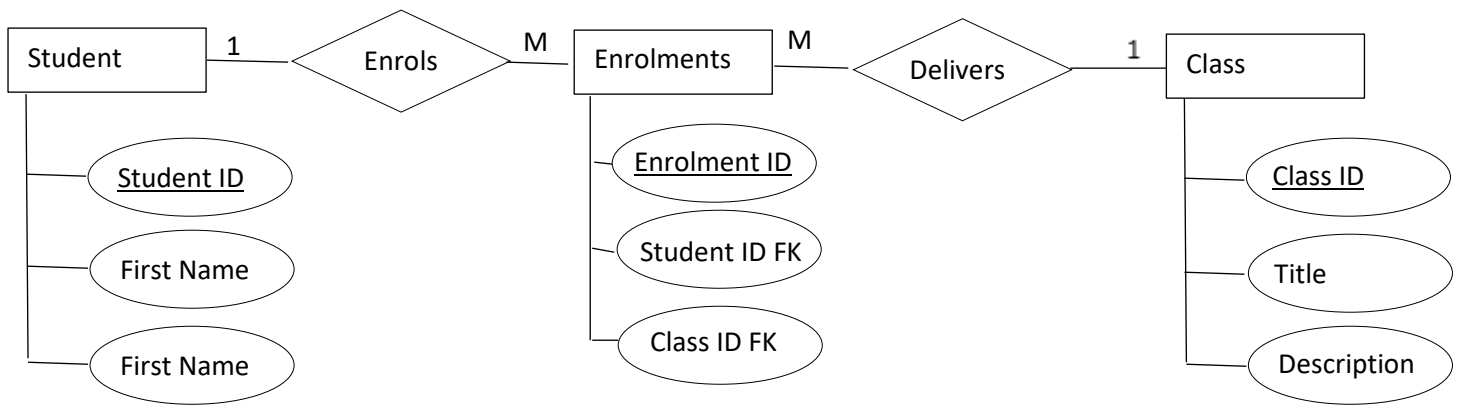 Student
1
Enrols
M
Enrolments
M
Delivers
1
Class
Student ID
First Name
First Name
Enrolment ID
Student ID FK
Class ID FK
Class ID
Title
Description